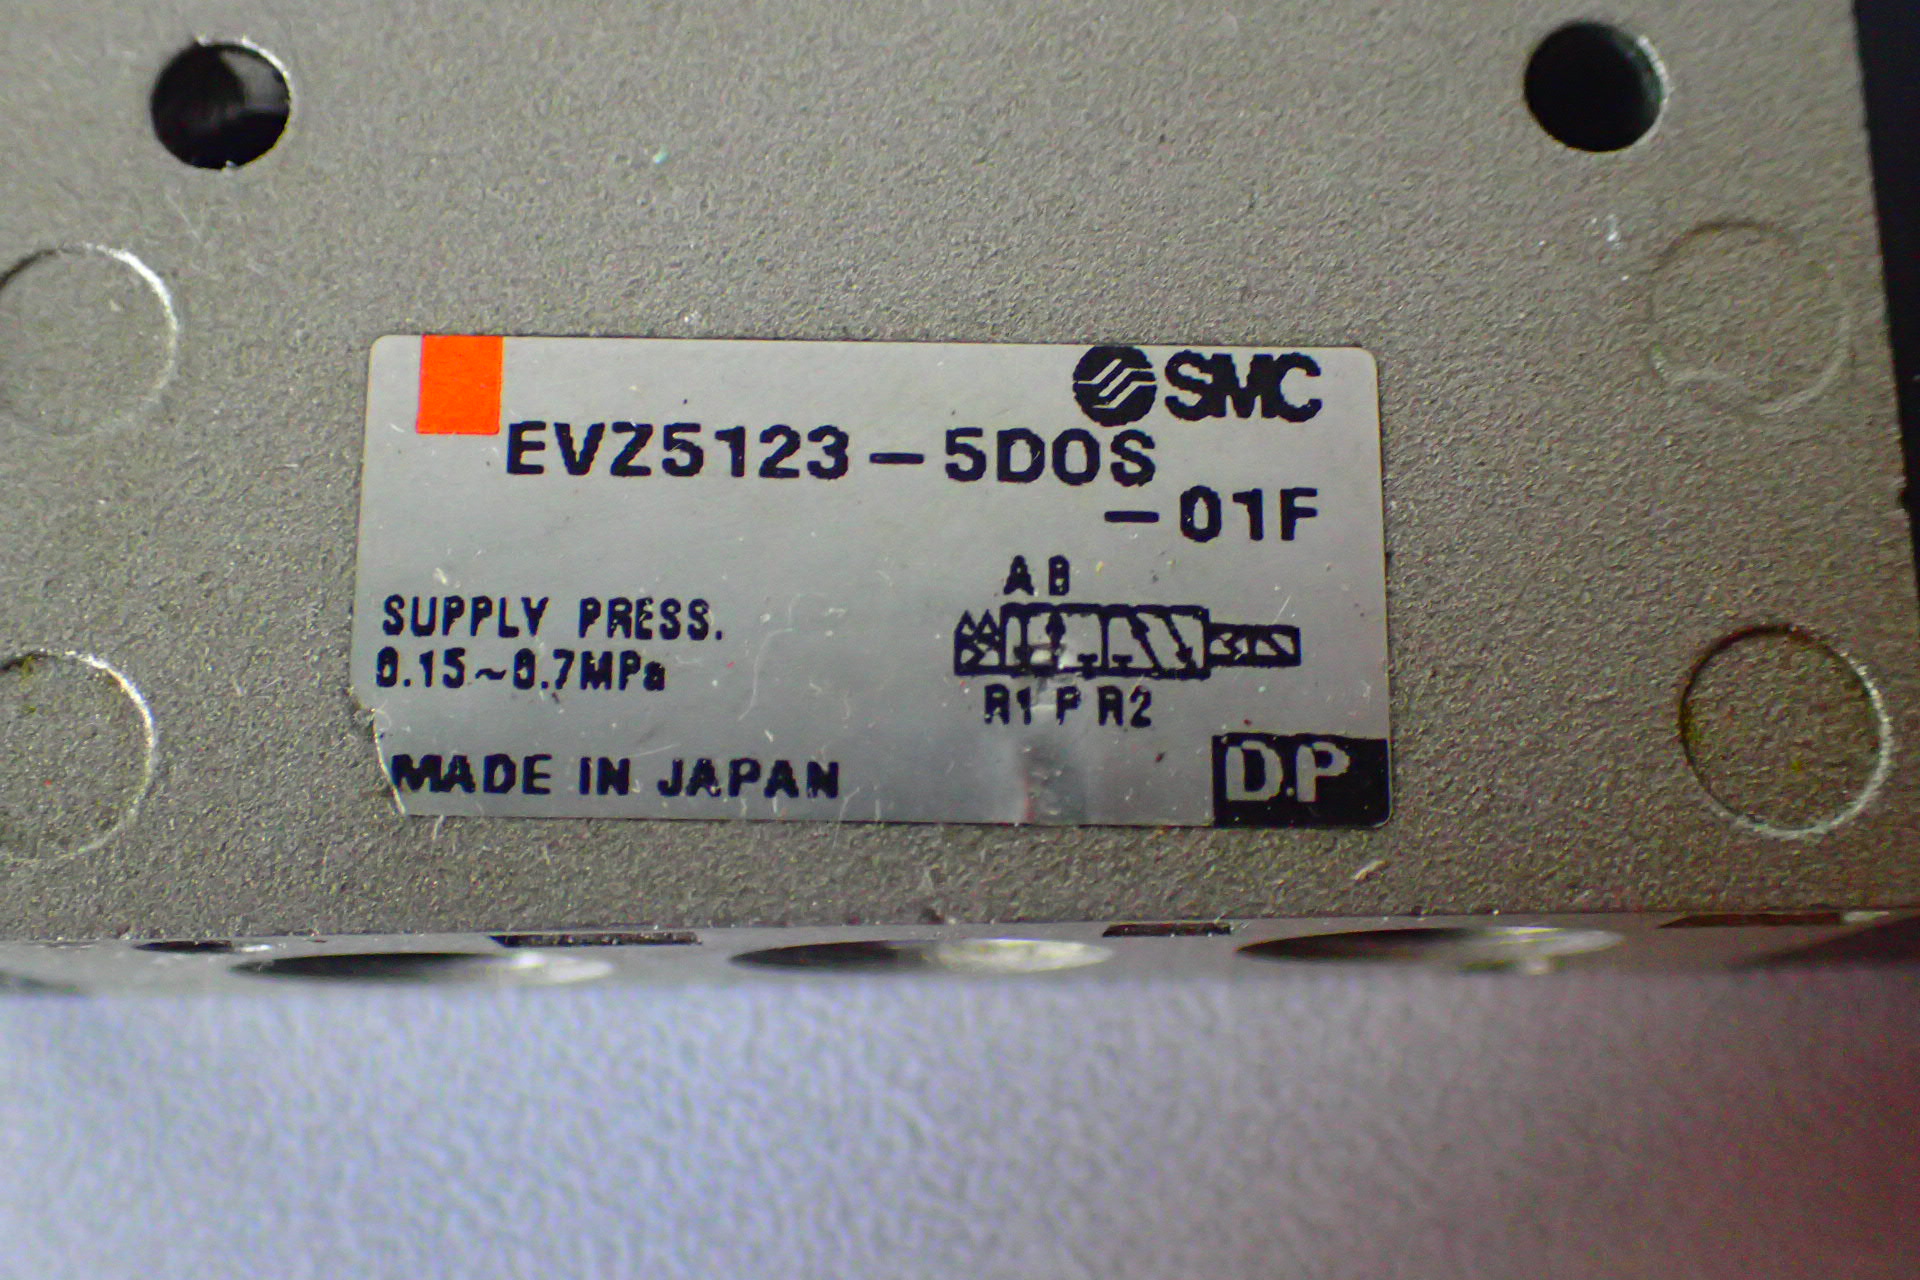 SMC
EVZ5123-5DOS
-01F
A B
SUPPLY PRESS.
0.15~0.7MPa
R1 P R2
MADE IN JAPAN
DP